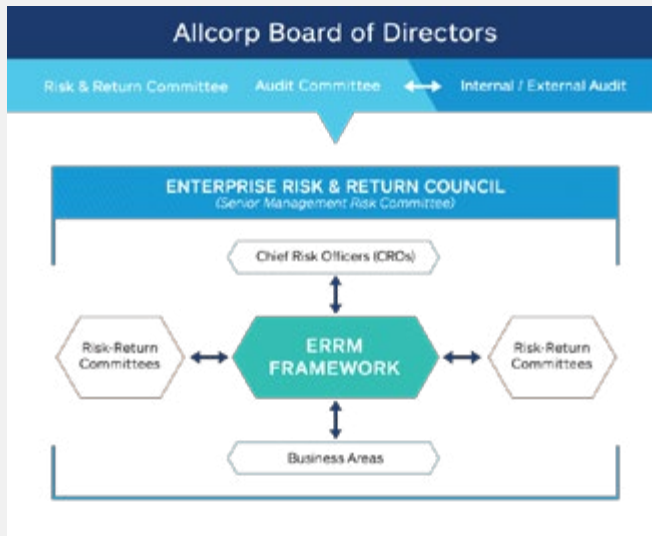 Allcorp Board of Directors
Risk & Return Committee Audit Committee Internal / External Audit
ENTERPRISE RISK & RETURN COUNCIL
(Senior Management Risk Committee)
Chief Risk Officers (CROs)
Risk-Return
Committees
ERRM
FRAMEWORK
Risk-Return
Committees
Business Areas